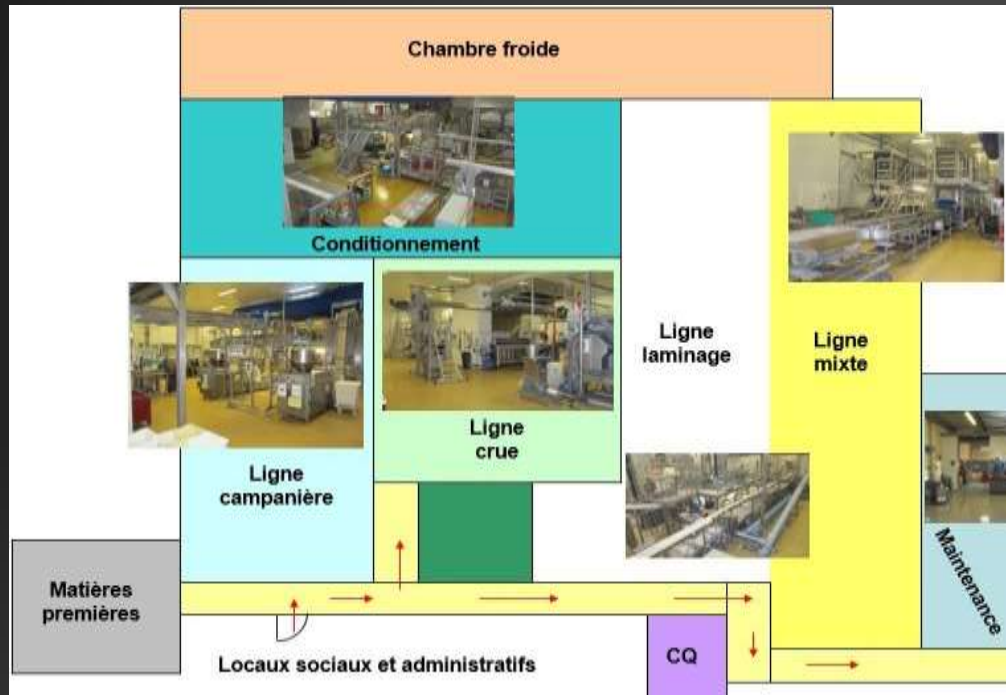 Chambre froide
Conditionnement
Ligne
laminage
Ligne
mixte
Ligne
crue
Ligne
campanière
Matières
premières
Maintenance
Locaux sociaux et administratifs
CQ